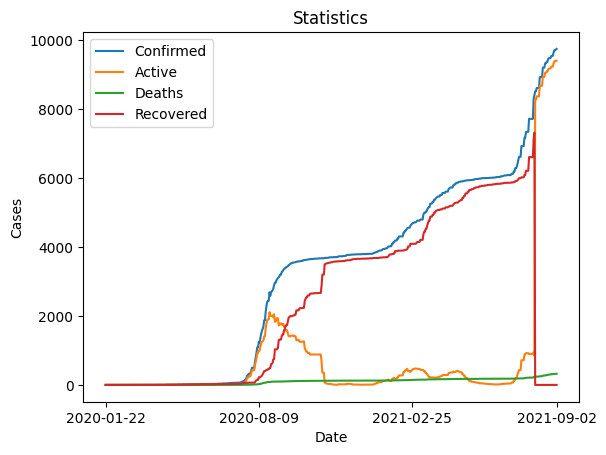 Statistics
Confirmed
Active
Deaths
Recovered
Cases
10000
8000
6000
4000
2000
0
2020-01-22
2020-08-09
2021-02-25
2021-09-02
Date